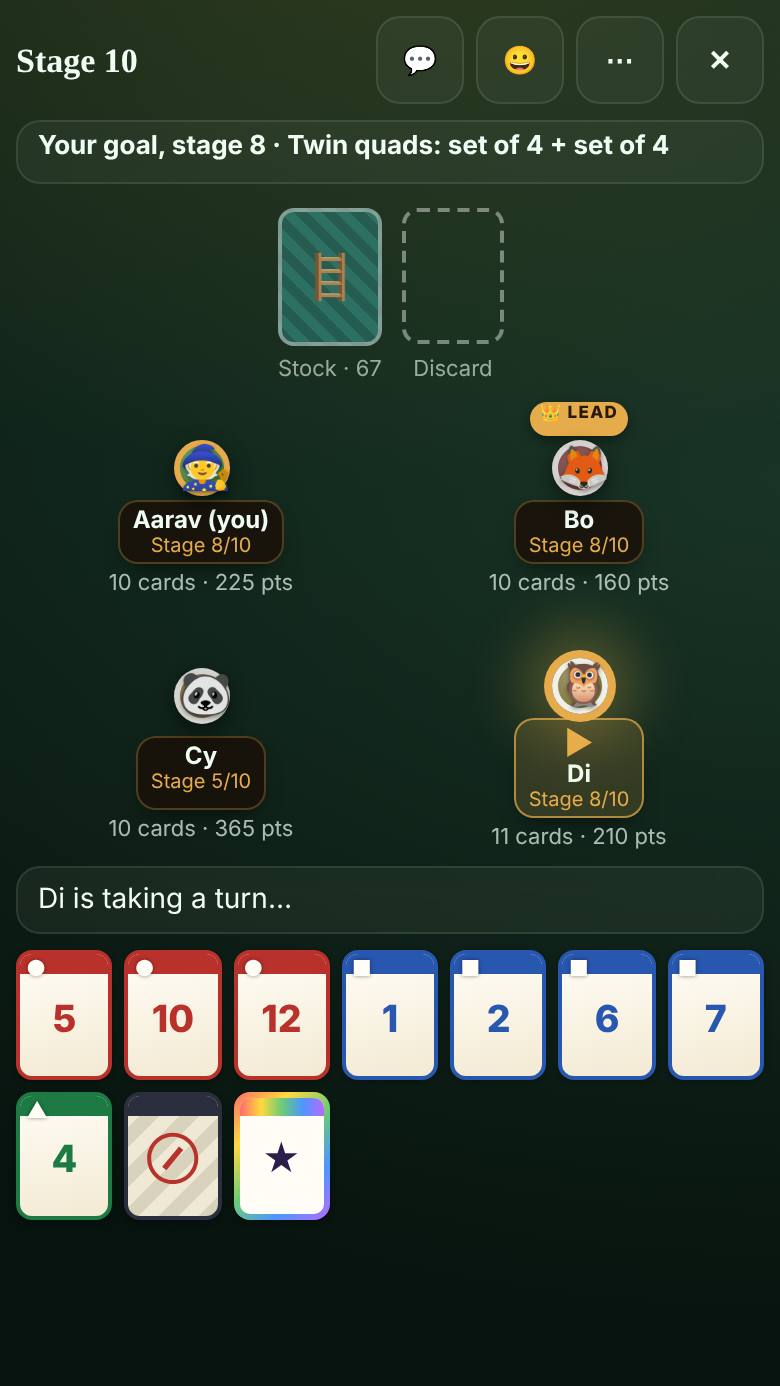 Stage 10
Your goal, stage 8 · Twin quads: set of 4 + set of 4
Stock · 67
Discard
👑 LEAD
Aarav (you)
Stage 8/10
10 cards · 225 pts
Bo
Stage 8/10
10 cards · 160 pts
Cy
Stage 5/10
10 cards · 365 pts
Di
Stage 8/10
11 cards · 210 pts
Di is taking a turn...
5 10 12 1 2 6 7
4